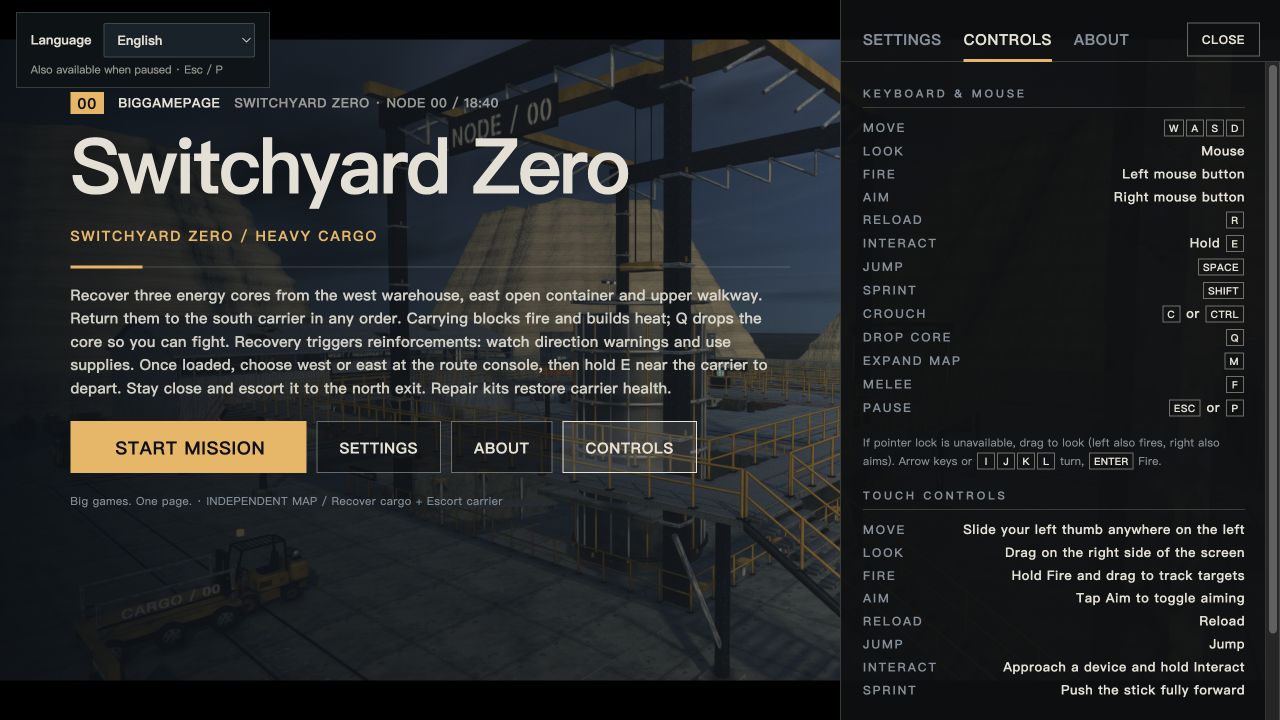 Language English
Also available when paused · Esc / P
00 BIGGAMEPAGE SWITCHYARD ZERO · NODE 00 / 18:40
NODE / 00
Switchyard Zero
SWITCHYARD ZERO / HEAVY CARGO
Recover three energy cores from the west warehouse, east open container and upper walkway.
Return them to the south carrier in any order. Carrying blocks fire and builds heat; Q drops the
core so you can fight. Recovery triggers reinforcements: watch direction warnings and use
supplies. Once loaded, choose west or east at the route console, then hold E near the carrier to
depart. Stay close and escort it to the north exit. Repair kits restore carrier health.
START MISSION SETTINGS ABOUT CONTROLS
Big games. One page. · INDEPENDENT MAP / Recover cargo + Escort carrier
CARGO / 00
SETTINGS CONTROLS ABOUT CLOSE
KEYBOARD & MOUSE
MOVE W A S D
LOOK Mouse
FIRE Left mouse button
AIM Right mouse button
RELOAD R
INTERACT Hold E
JUMP SPACE
SPRINT SHIFT
CROUCH C or CTRL
DROP CORE Q
EXPAND MAP M
MELEE F
PAUSE ESC or P
If pointer lock is unavailable, drag to look (left also fires, right also
aims). Arrow keys or I J K L turn, ENTER Fire.
TOUCH CONTROLS
MOVE Slide your left thumb anywhere on the left
LOOK Drag on the right side of the screen
FIRE Hold Fire and drag to track targets
AIM Tap Aim to toggle aiming
RELOAD Reload
JUMP Jump
INTERACT Approach a device and hold Interact
SPRINT Push the stick fully forward